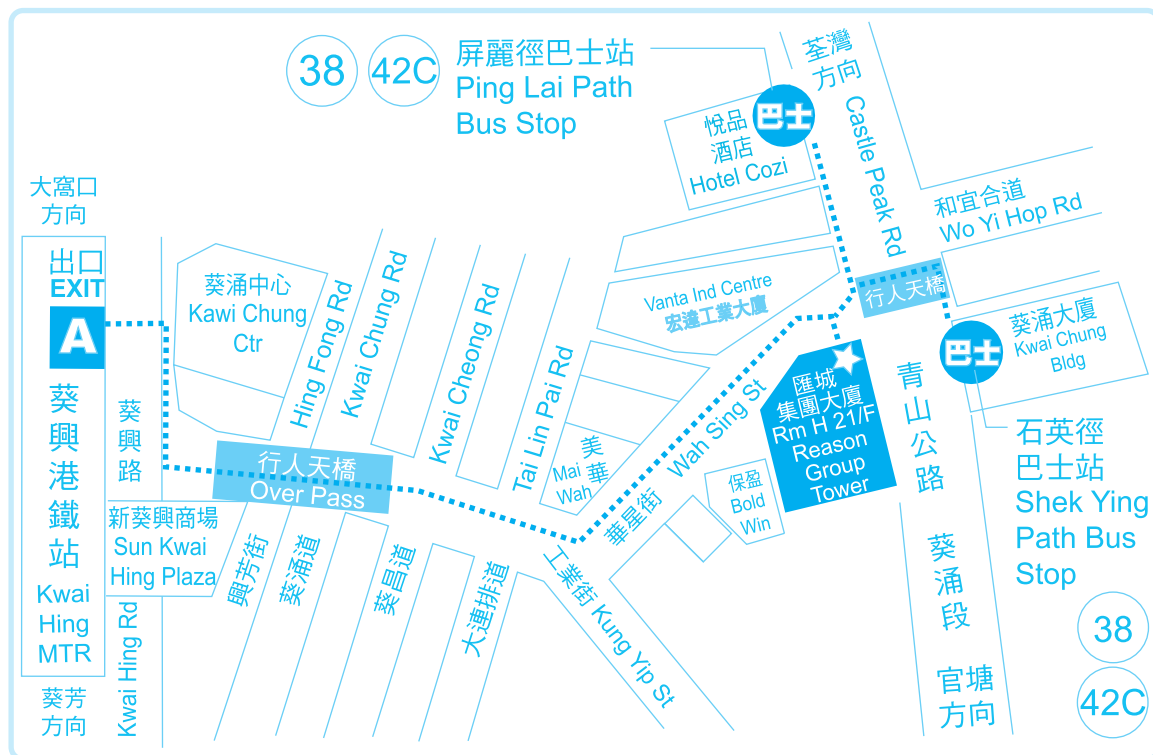 38
42C
屏麗徑巴士站
Ping Lai Path
Bus Stop
荃灣
方向
Castle Peak Rd
巴士
悅品
酒店
Hotel Cozi
大窩口
方向
出口
EXIT
A
葵興港鐵站
Kwai
Hing
MTR
葵芳
方向
葵興路
Kwai Hing Rd
葵涌中心
Kawi Chung
Ctr
Hing Fong Rd
Kwai Chung Rd
Kwai Cheong Rd
Tai Lin Pai Rd
行人天橋
Over Pass
新葵興商場
Sun Kwai
Hing Plaza
興芳街
葵涌道
葵昌道
大連排道
工業街 Kung Yip St
美華
Mai
Wah
華星街 Wah Sing St
Vanta Ind Centre
宏達工業大廈
保盈
Bold
Win
匯城
集團大廈
Rm H 21/F
Reason
Group
Tower
和宜合道
Wo Yi Hop Rd
行人天橋
葵涌大廈
Kwai Chung
Bldg
巴士
青山公路
葵涌段
官塘
方向
石英徑
巴士站
Shek Ying
Path Bus
Stop
38
42C